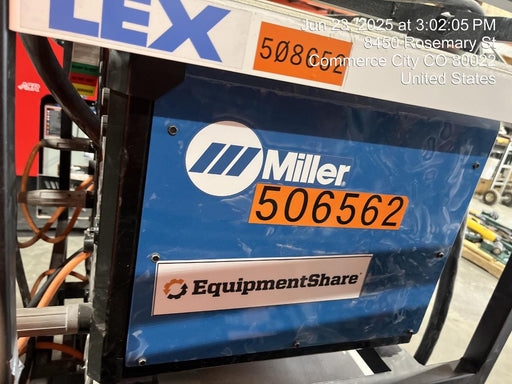 Jun 23, 2025 at 3:02:05 PM
8450 Rosemary St
Commerce City CO 80022
United States
LEX
508652
Miller
506562
EquipmentShare